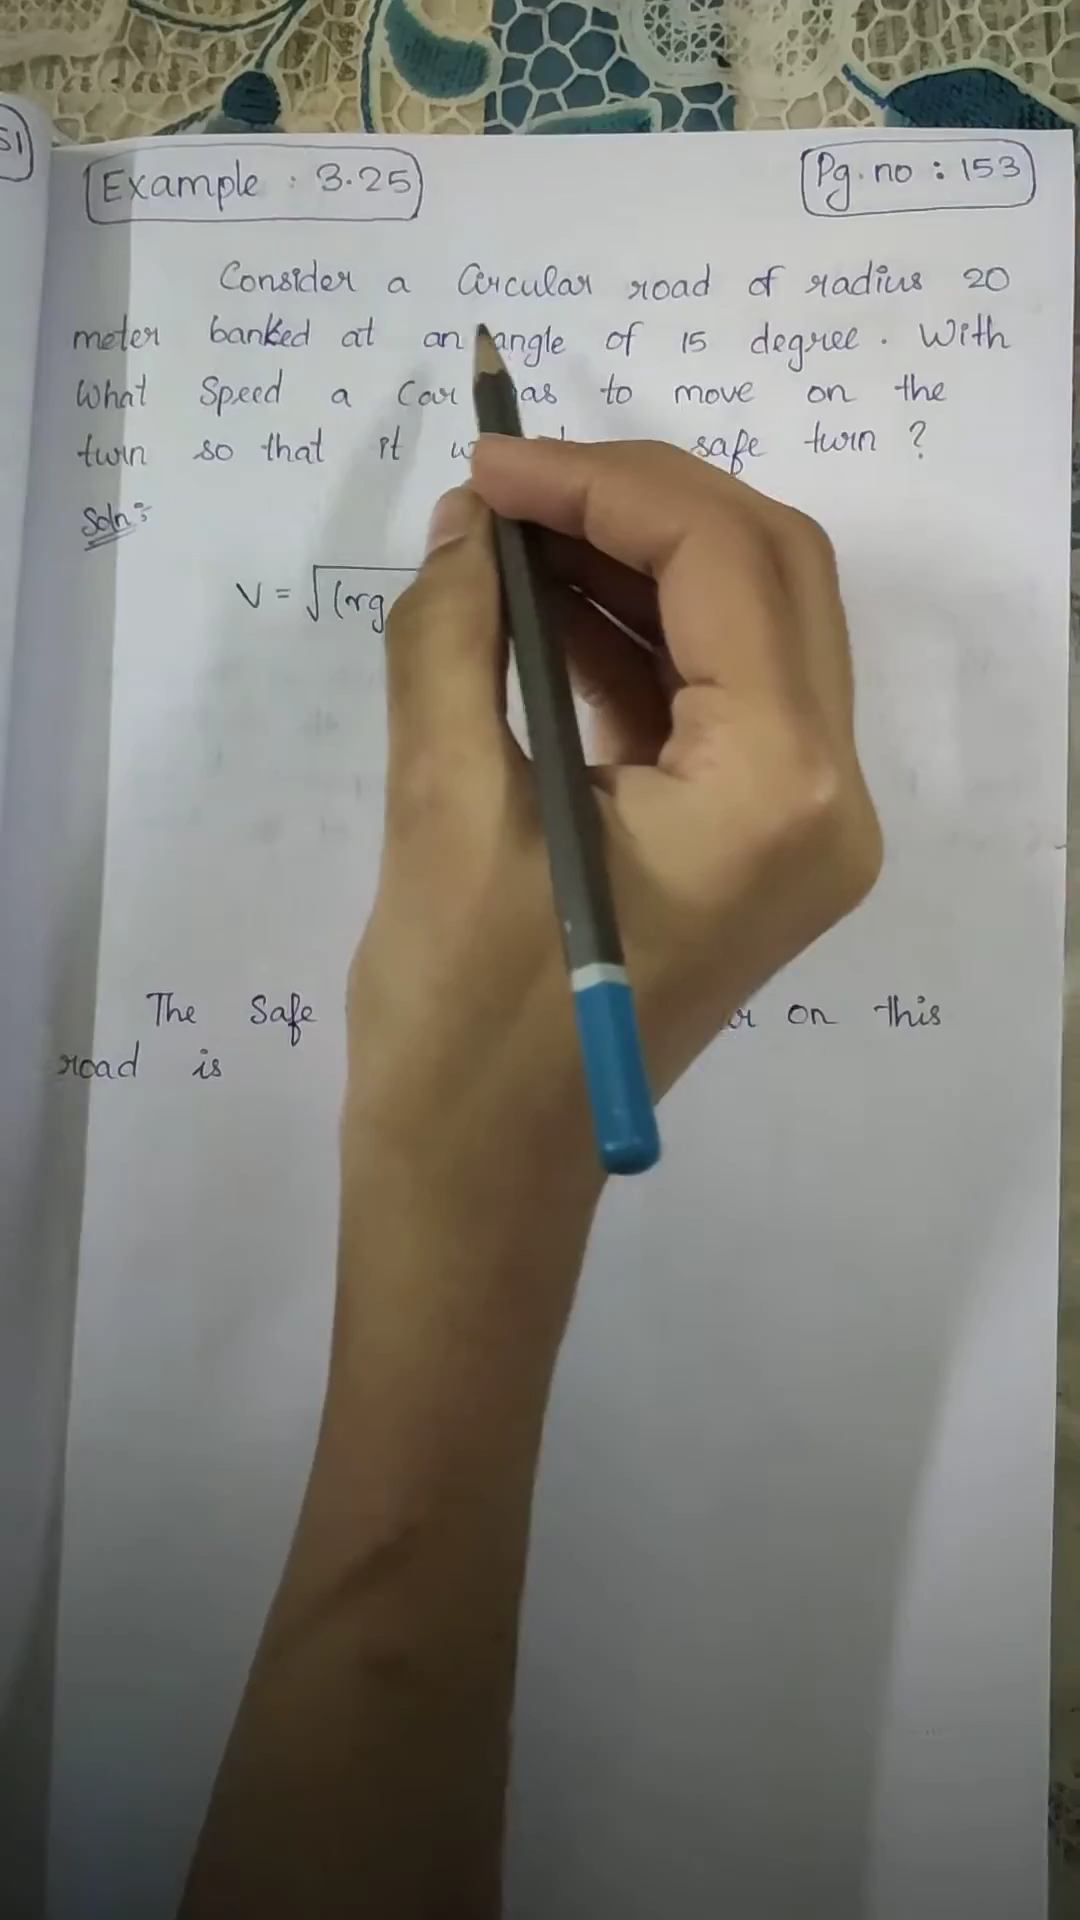 51
Example : 3.25
Pg. no : 153
Consider a Circular road of radius 20
meter banked at an angle of 15 degree. With
What Speed a Car has to move on the
turn so that it safe turn ?
Soln:
V = √(rg
The Safe on this
road is